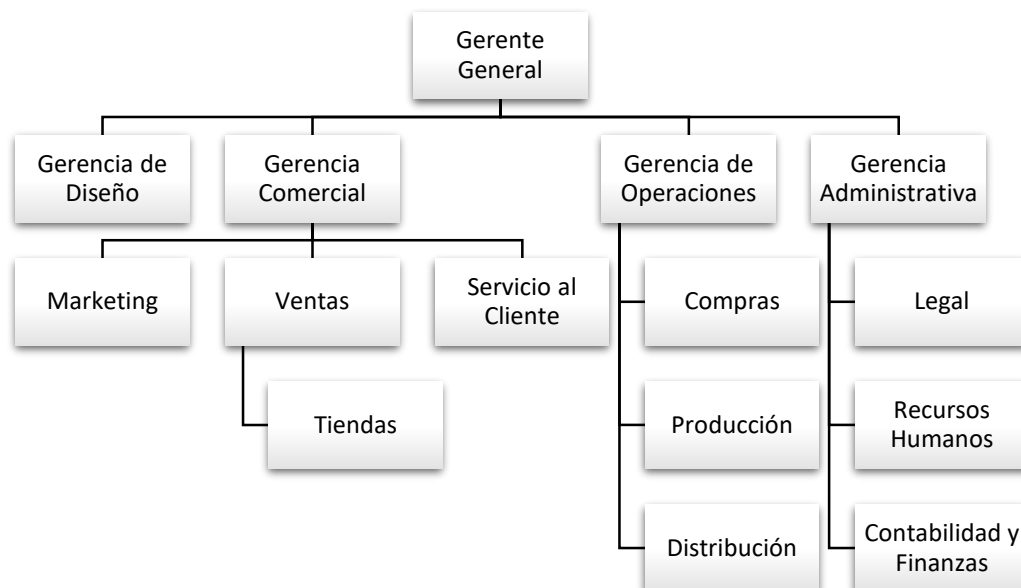 Gerente
General
Gerencia de
Diseño
Gerencia
Comercial
Gerencia de
Operaciones
Gerencia
Administrativa
Marketing
Ventas
Servicio al
Cliente
Compras
Legal
Tiendas
Producción
Recursos
Humanos
Distribución
Contabilidad y
Finanzas